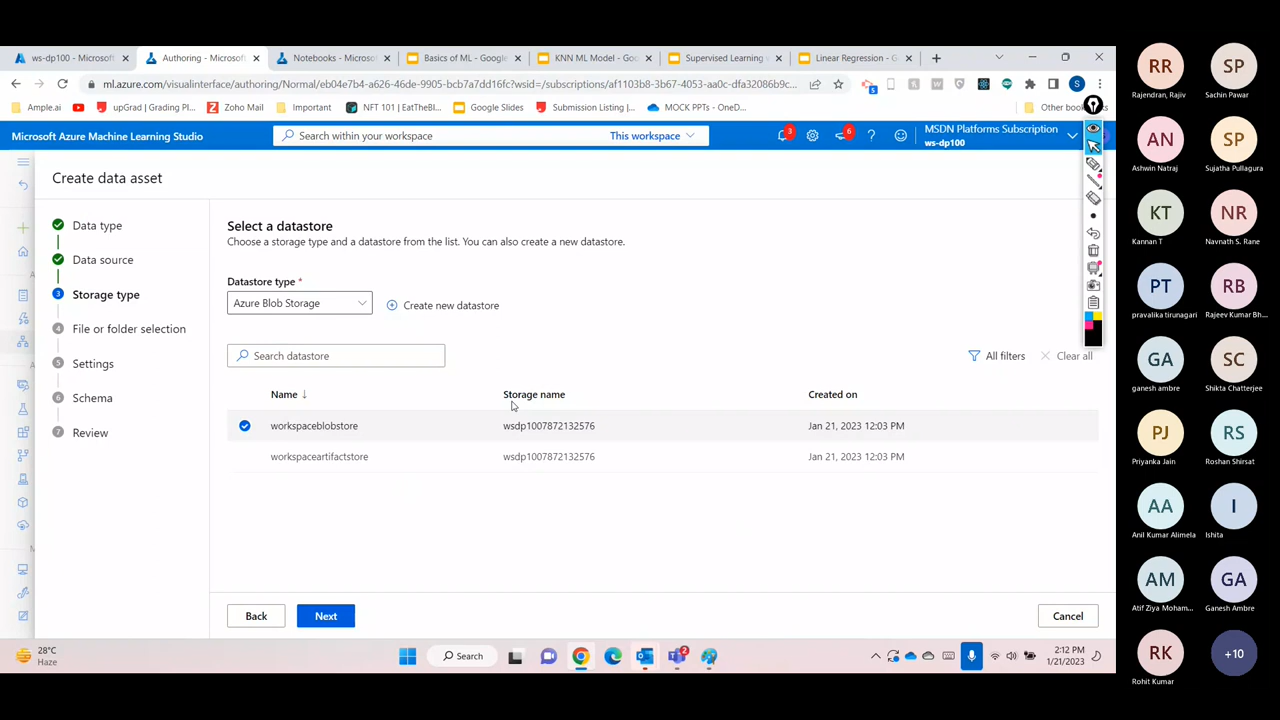 ws-dp100 - Microsoft
Authoring - Microsoft
Notebooks - Microsoft
Basics of ML - Google
KNN ML Model - Goo
Supervised Learning
Linear Regression - G
ml.azure.com/visualinterface/authoring/Normal/eb04e7b4-a626-46de-9905-bcb7a7dd16fc?wsid=/subscriptions/af1103b8-3b67-4053-aa0c-dfa32086b9c...
Ample.ai
upGrad | Grading Pl...
Zoho Mail
Important
NFT 101 | EatTheBl...
Google Slides
Submission Listing |...
MOCK PPTs - OneD...
Other bo
Microsoft Azure Machine Learning Studio
Search within your workspace
This workspace
3
6
MSDN Platforms Subscription
ws-dp100
Create data asset
Data type
Data source
3 Storage type
4 File or folder selection
5 Settings
6 Schema
7 Review
Select a datastore
Choose a storage type and a datastore from the list. You can also create a new datastore.
Datastore type *
Azure Blob Storage
Create new datastore
Search datastore
All filters
Clear all
Name ↓
Storage name
Created on
workspaceblobstore
wsdp1007872132576
Jan 21, 2023 12:03 PM
workspaceartifactstore
wsdp1007872132576
Jan 21, 2023 12:03 PM
Back
Next
Cancel
28°C
Haze
Search
2
2:12 PM
1/21/2023
RR
Rajendran, Rajiv
SP
Sachin Pawar
AN
Ashwin Natraj
SP
Sujatha Pullagura
KT
Kannan T
NR
Navnath S. Rane
PT
pravalika tirunagari
RB
Rajeev Kumar Bh...
GA
ganesh ambre
SC
Shikta Chatterjee
PJ
Priyanka Jain
RS
Roshan Shirsat
AA
Anil Kumar Alimela
I
Ishita
AM
Atif Ziya Moham...
GA
Ganesh Ambre
RK
Rohit Kumar
+10